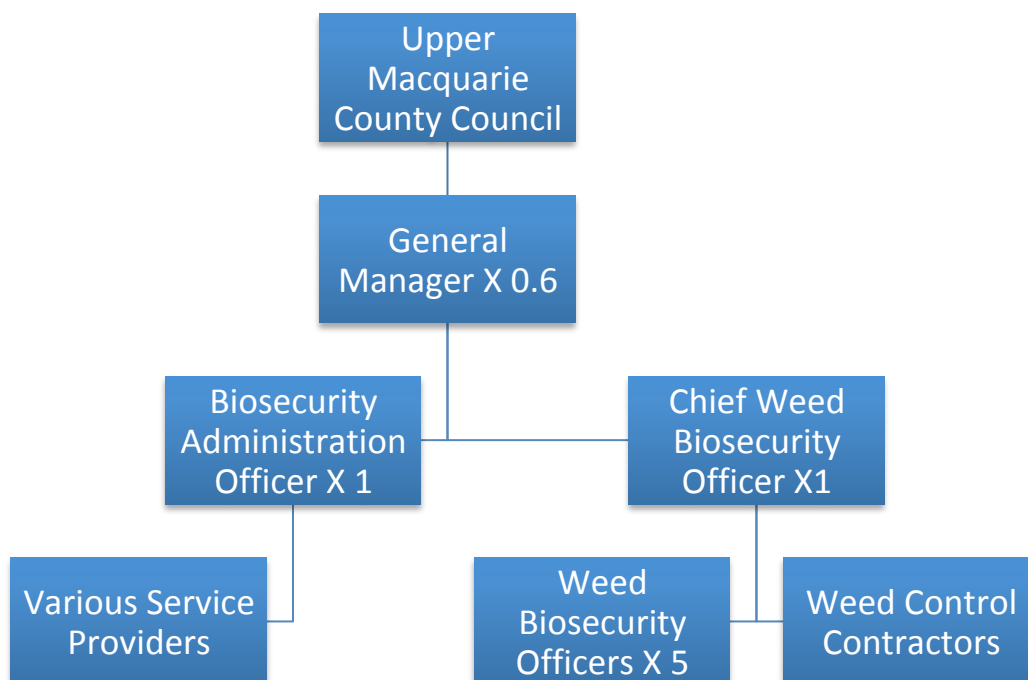 Upper
Macquarie
County Council
General
Manager X 0.6
Biosecurity
Administration
Officer X 1
Chief Weed
Biosecurity
Officer X1
Various Service
Providers
Weed
Biosecurity
Officers X 5
Weed Control
Contractors